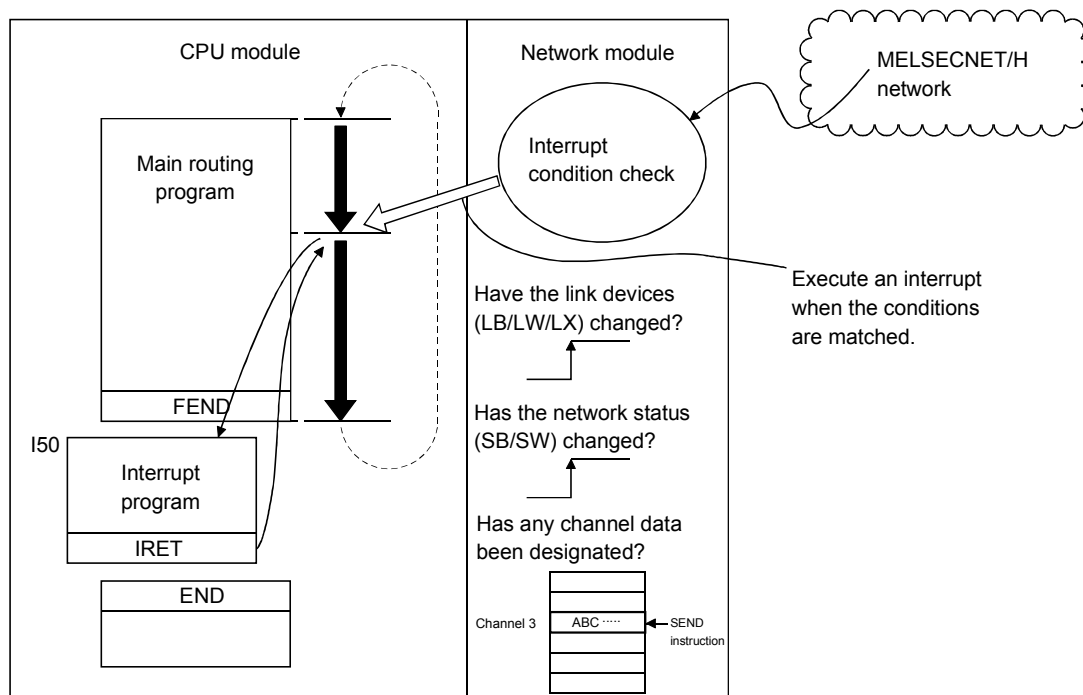 CPU module
Main routing
program
FEND
I50
Interrupt
program
IRET
END
Network module
Interrupt
condition check
Have the link devices
(LB/LW/LX) changed?
Has the network status
(SB/SW) changed?
Has any channel data
been designated?
Channel 3
ABC ·····
SEND
instruction
MELSECNET/H
network
Execute an interrupt
when the conditions
are matched.